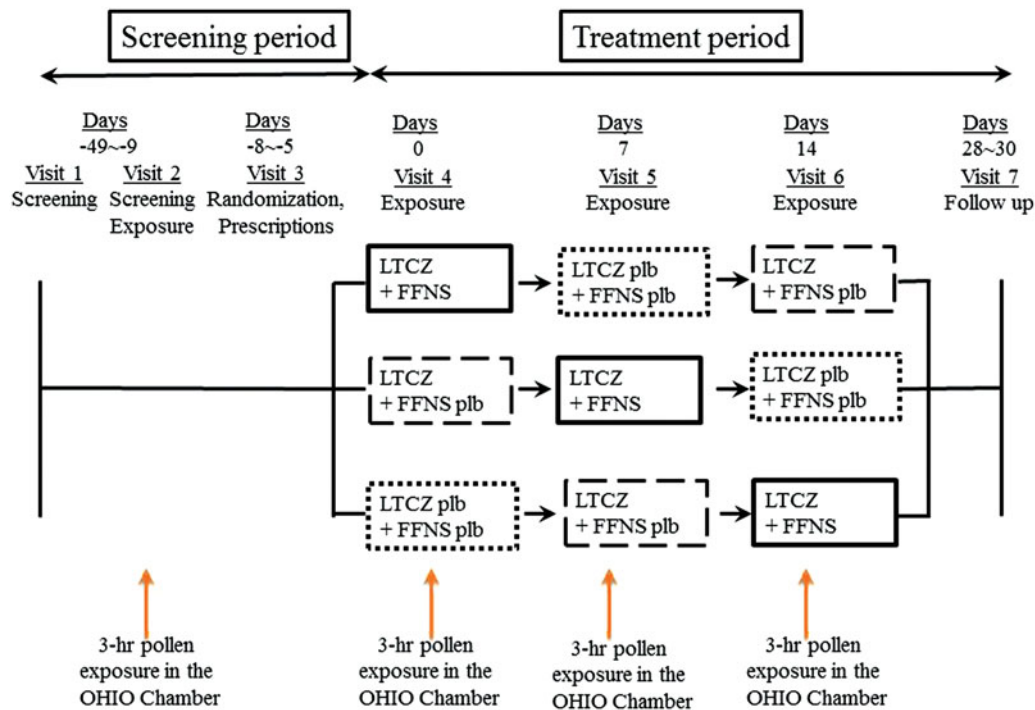 Screening period
Treatment period
Days
-49~-9
Days
-8~-5
Days
0
Days
7
Days
14
Days
28~30
Visit 1
Screening
Visit 2
Screening
Exposure
Visit 3
Randomization,
Prescriptions
Visit 4
Exposure
Visit 5
Exposure
Visit 6
Exposure
Visit 7
Follow up
LTCZ
+ FFNS
LTCZ plb
+ FFNS plb
LTCZ
+ FFNS plb
LTCZ
+ FFNS plb
LTCZ
+ FFNS
LTCZ plb
+ FFNS plb
LTCZ plb
+ FFNS plb
LTCZ
+ FFNS plb
LTCZ
+ FFNS
3-hr pollen
exposure in the
OHIO Chamber
3-hr pollen
exposure in the
OHIO Chamber
3-hr pollen
exposure in the
OHIO Chamber
3-hr pollen
exposure in the
OHIO Chamber